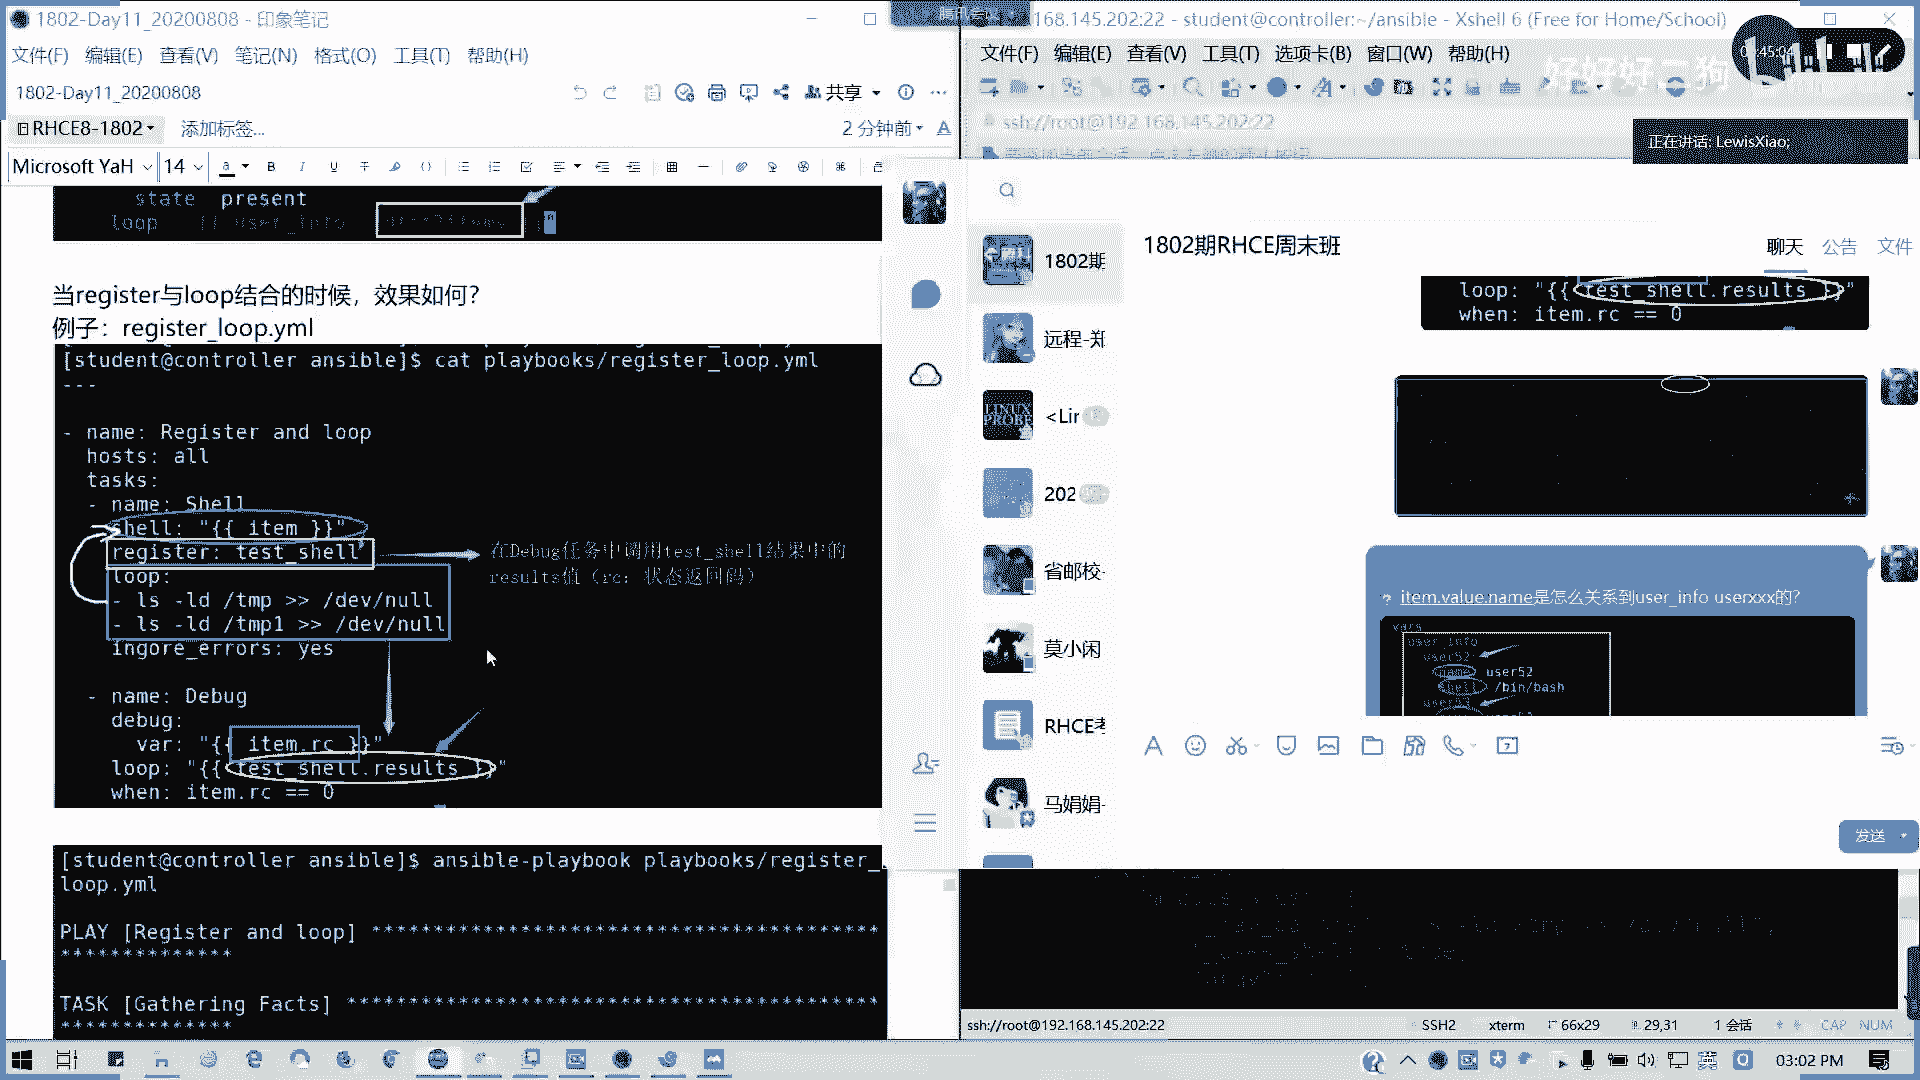 1802-Day11_20200808 - 印象笔记
文件(F) 编辑(E) 查看(V) 笔记(N) 格式(O) 工具(T) 帮助(H)
1802-Day11_20200808
共享
RHCE8-1802
添加标签...
2 分钟前
Microsoft YaH
14
state present
loop
当register与loop结合的时候，效果如何?
例子：register_loop.yml
[student@controller ansible]$ cat playbooks/register_loop.yml
---
- name: Register and loop
hosts: all
tasks:
- name: Shell
shell: "{{ item }}"
register: test_shell
loop:
- ls -ld /tmp >> /dev/null
- ls -ld /tmp1 >> /dev/null
ingore_errors: yes
在Debug任务中调用test_shell结果中的
results值（rc：状态返回码）
- name: Debug
debug:
var: "{{ item.rc }}"
loop: "{{ test_shell.results }}"
when: item.rc == 0
[student@controller ansible]$ ansible-playbook playbooks/register_
loop.yml
PLAY [Register and loop] *****************************************
**************
TASK [Gathering Facts] *******************************************
**************
168.145.202:22 - student@controller:~/ansible - Xshell 6 (Free for Home/School)
文件(F) 编辑(E) 查看(V) 工具(T) 选项卡(B) 窗口(W) 帮助(H)
ssh://root@192.168.145.202:22
好好好二狗
正在讲话: LewisXiao;
1802期
远程-郑
<Lir
202
省邮校-
莫小闲
RHCE考
马娟娟-
1802期RHCE周末班
聊天 公告 文件
loop: "{{ test_shell.results }}"
when: item.rc == 0
item.value.name是怎么关系到user_info userxxx的?
vars
user_info
user52
name user52
shell /bin/bash
user53
发送
ssh://root@192.168.145.202:22
SSH2
xterm
66x29
29,31
1 会话
CAP NUM
英
03:02 PM